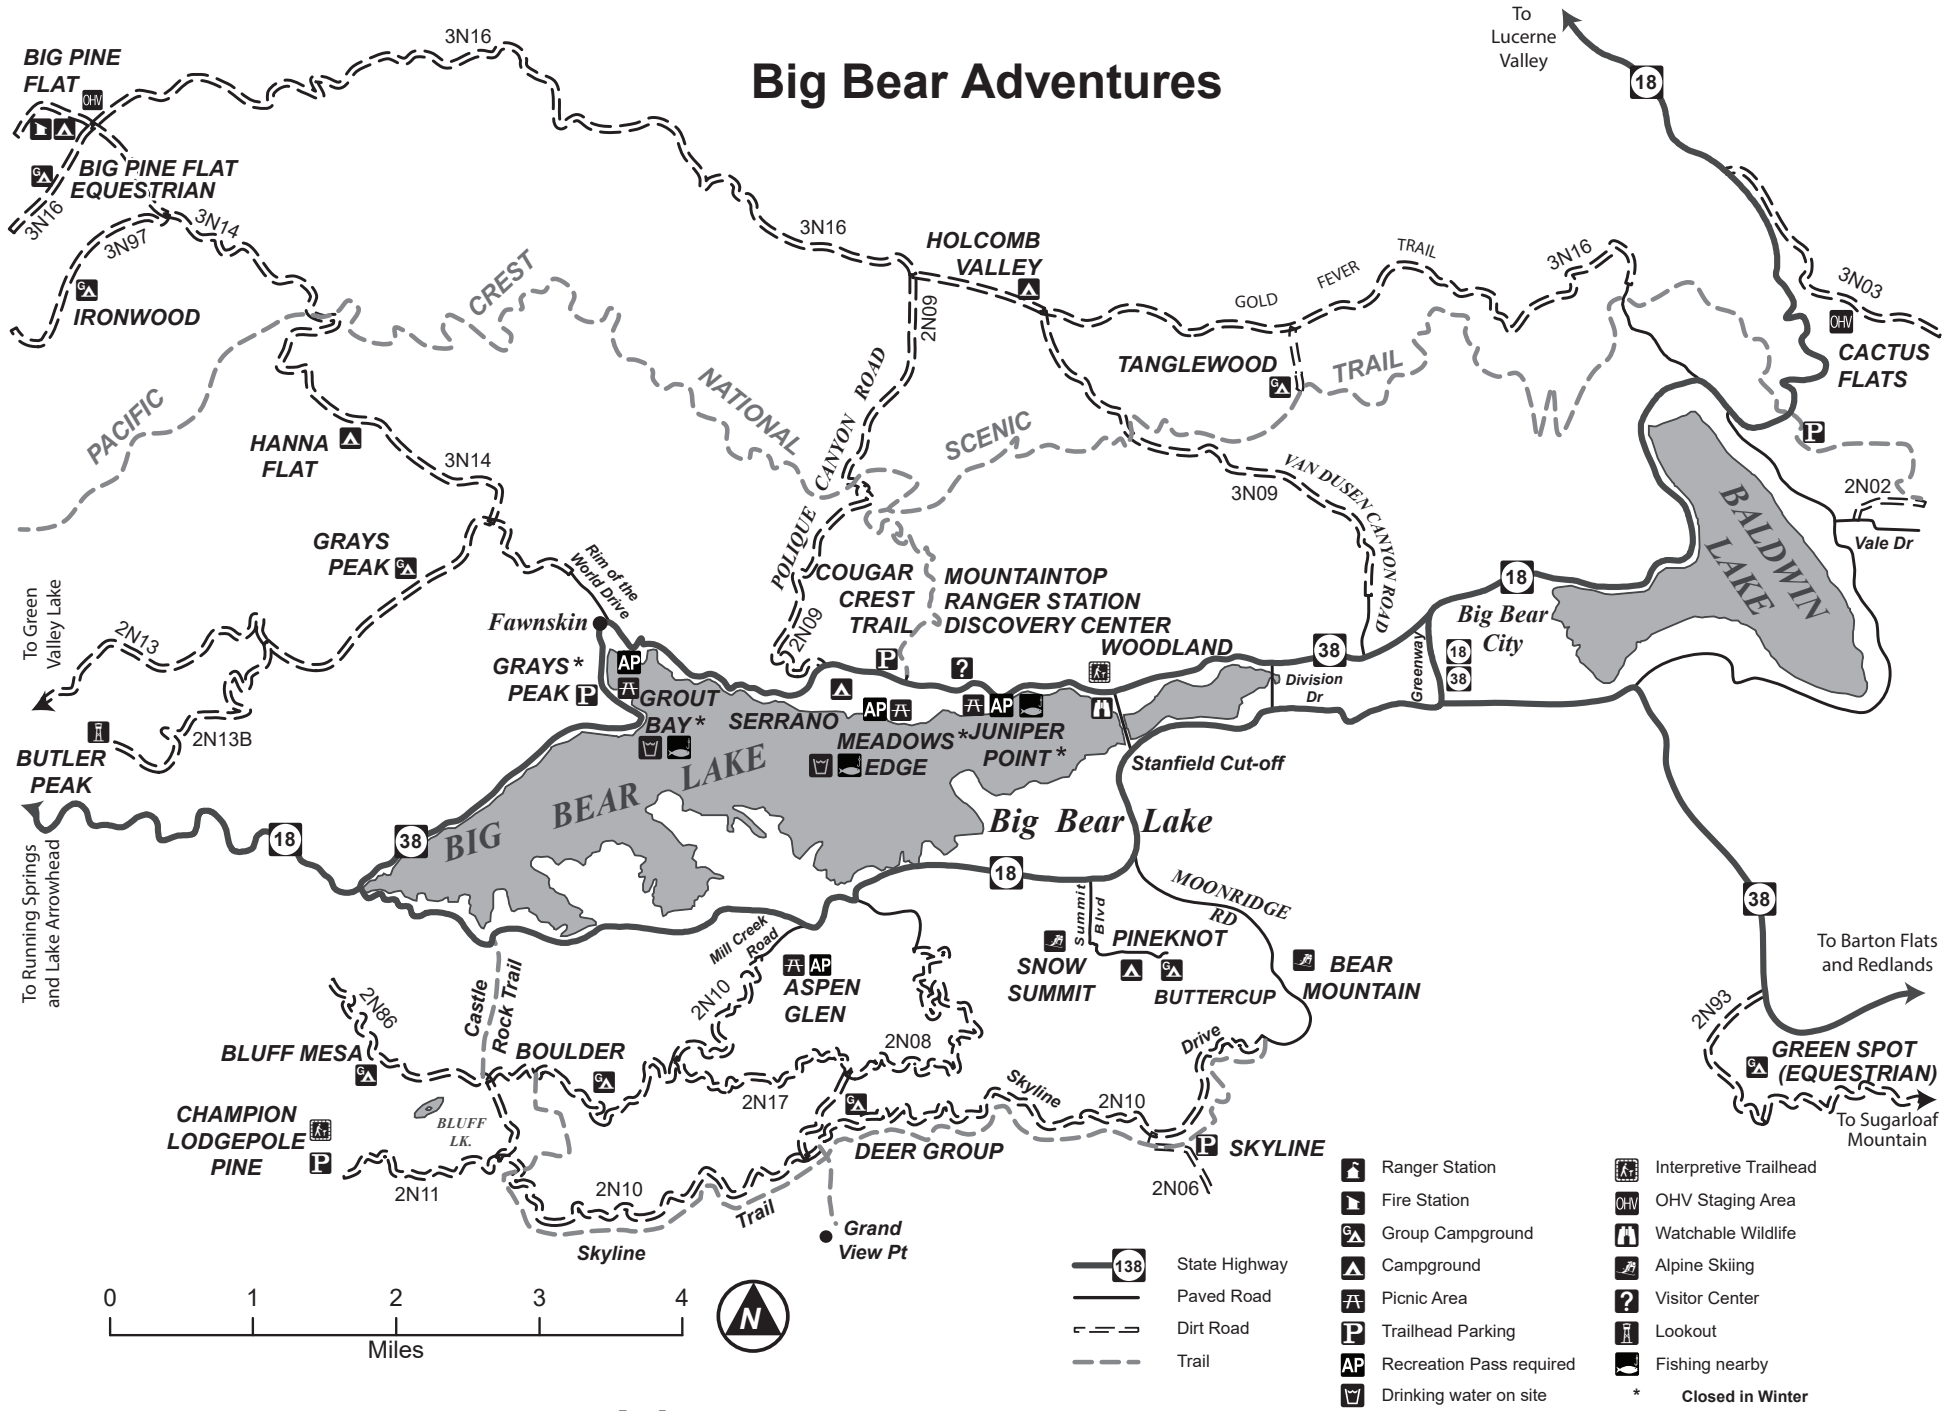 Big Bear Adventures
To
Lucerne
Valley
18
3N16
BIG PINE
FLAT
OHV
G
BIG PINE FLAT
EQUESTRIAN
3N16
3N97
3N14
G
IRONWOOD
PACIFIC
CREST
NATIONAL
SCENIC
TRAIL
3N16
HOLCOMB
VALLEY
2N09
GOLD
FEVER
TRAIL
3N16
3N03
OHV
CACTUS
FLATS
TANGLEWOOD
G
HANNA
FLAT
3N14
POLIQUE CANYON ROAD
3N09
VAN DUSEN CANYON ROAD
P
2N02
Vale Dr
BALDWIN
LAKE
GRAYS
PEAK
G
Rim of the
World Drive
Fawnskin
To Green
Valley Lake
2N13
2N13B
BUTLER
PEAK
GRAYS *
PEAK P
AP
GROUT
BAY *
2N09
COUGAR
CREST
TRAIL
P
MOUNTAINTOP
RANGER STATION
DISCOVERY CENTER
?
WOODLAND
38
18
Big Bear
City
18
38
Greenway
Division
Dr
SERRANO
AP
MEADOWS *
EDGE
AP
JUNIPER
POINT *
Stanfield Cut-off
BIG BEAR LAKE
Big Bear Lake
18
38
To Running Springs
and Lake Arrowhead
18
Summit
Blvd
MOONRIDGE
RD
38
To Barton Flats
and Redlands
Mill Creek
Road
2N10
AP
ASPEN
GLEN
SNOW
SUMMIT
PINEKNOT
G
BUTTERCUP
BEAR
MOUNTAIN
2N93
G
GREEN SPOT
(EQUESTRIAN)
To Sugarloaf
Mountain
Castle
Rock Trail
2N86
BLUFF MESA
G
BOULDER
G
2N08
2N17
Drive
Skyline
2N10
BLUFF
LK.
CHAMPION
LODGEPOLE
PINE
P
2N11
G
DEER GROUP
P SKYLINE
2N06
2N10
Trail
Skyline
Grand
View Pt
0 1 2 3 4
Miles
N
138 State Highway
Paved Road
Dirt Road
Trail
Ranger Station
Fire Station
G Group Campground
Campground
Picnic Area
P Trailhead Parking
AP Recreation Pass required
Drinking water on site
Interpretive Trailhead
OHV OHV Staging Area
Watchable Wildlife
Alpine Skiing
? Visitor Center
Lookout
Fishing nearby
* Closed in Winter